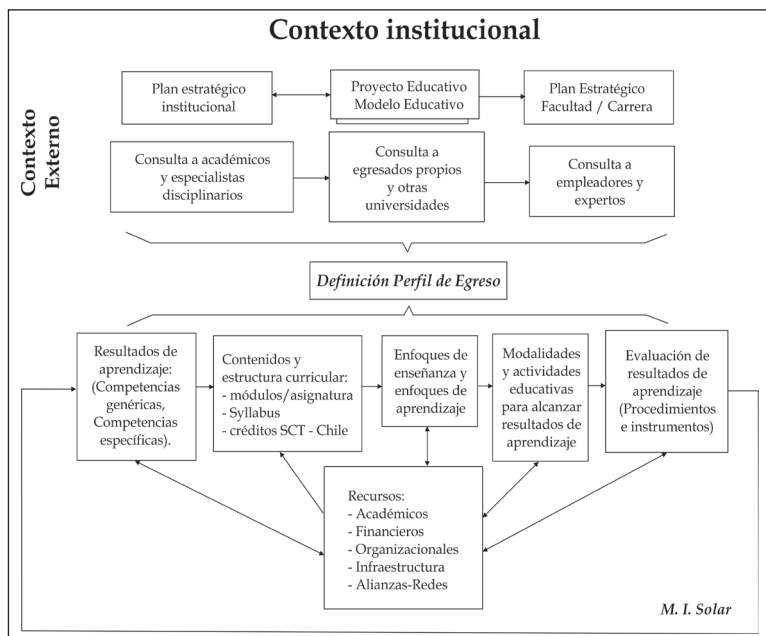 Contexto institucional
Contexto
Externo
Plan estratégico
institucional
Proyecto Educativo
Modelo Educativo
Plan Estratégico
Facultad / Carrera
Consulta a académicos
y especialistas
disciplinarios
Consulta a
egresados propios
y otras
universidades
Consulta a
empleadores y
expertos
Definición Perfil de Egreso
Resultados de
aprendizaje:
(Competencias
genéricas,
Competencias
específicas).
Contenidos y
estructura curricular:
- módulos/asignatura
- Syllabus
- créditos SCT - Chile
Enfoques de
enseñanza y
enfoques de
aprendizaje
Modalidades
y actividades
educativas
para alcanzar
resultados de
aprendizaje
Evaluación de
resultados de
aprendizaje
(Procedimientos
e instrumentos)
Recursos:
- Académicos
- Financieros
- Organizacionales
- Infraestructura
- Alianzas-Redes
M. I. Solar